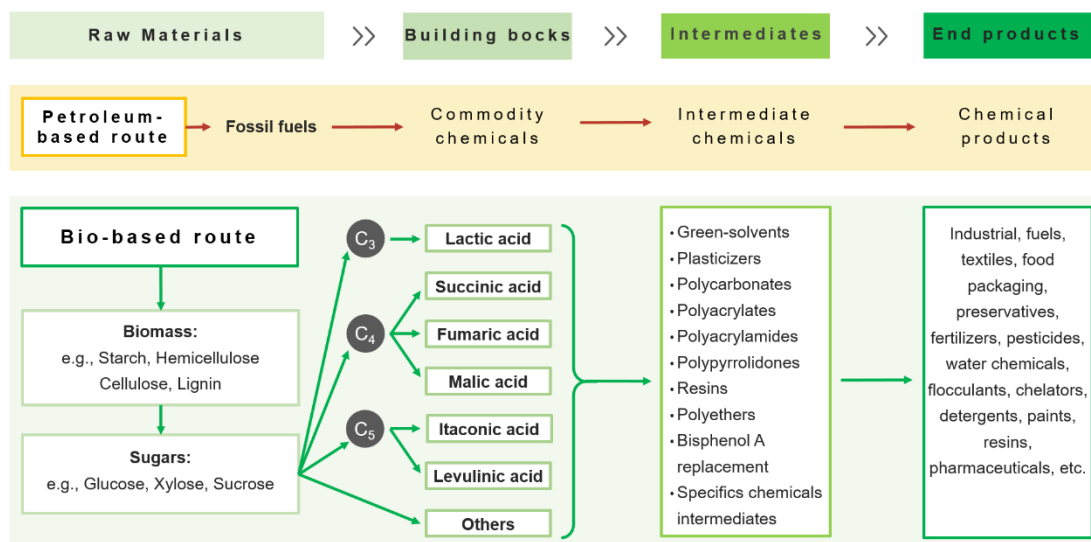 Raw Materials
Building bocks
Intermediates
End products
Petroleum-
based route
Fossil fuels
Commodity
chemicals
Intermediate
chemicals
Chemical
products
Bio-based route
Biomass:
e.g., Starch, Hemicellulose
Cellulose, Lignin
Sugars:
e.g., Glucose, Xylose, Sucrose
C₃
C₄
C₅
Lactic acid
Succinic acid
Fumaric acid
Malic acid
Itaconic acid
Levulinic acid
Others
• Green-solvents
• Plasticizers
• Polycarbonates
• Polyacrylates
• Polyacrylamides
• Polypyrrolidones
• Resins
• Polyethers
• Bisphenol A
replacement
• Specifics chemicals
intermediates
Industrial, fuels,
textiles, food
packaging,
preservatives,
fertilizers, pesticides,
water chemicals,
flocculants, chelators,
detergents, paints,
resins,
pharmaceuticals, etc.